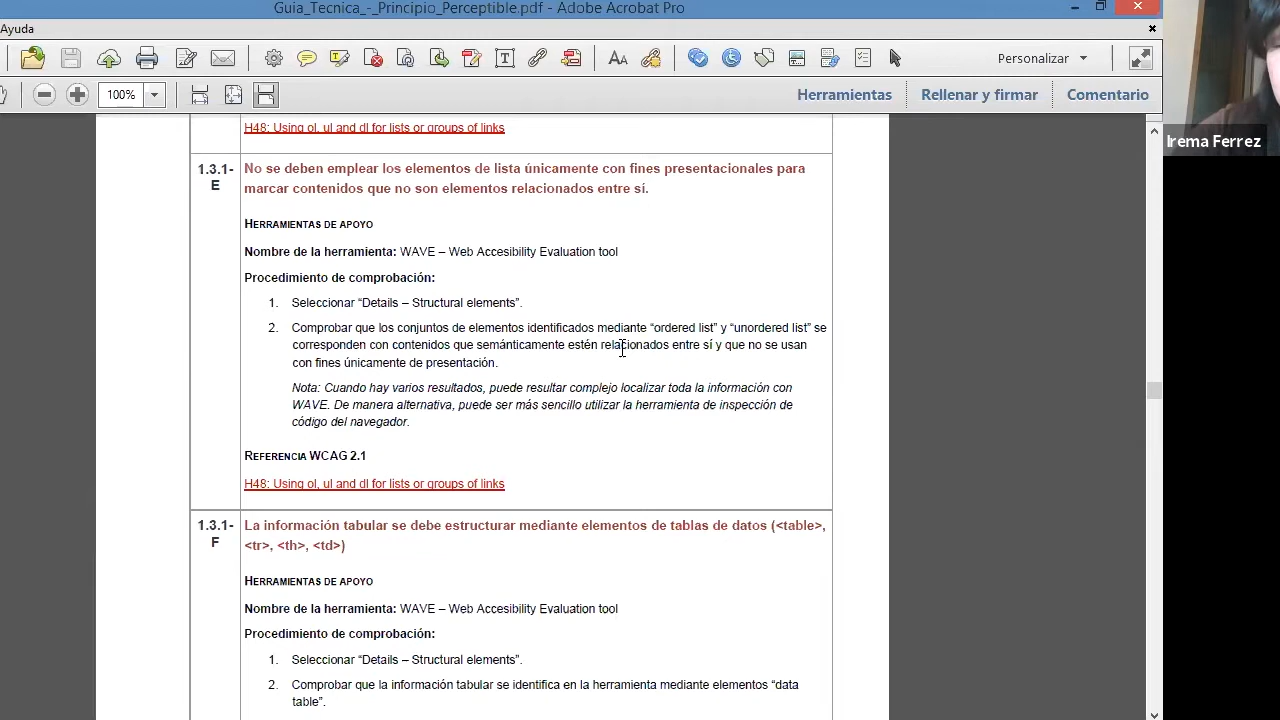 Guia_Tecnica_-_Principio_Perceptible.pdf - Adobe Acrobat Pro
Ayuda
100%
Personalizar
Herramientas
Rellenar y firmar
Comentario
Irema Ferrez
H48: Using ol, ul and dl for lists or groups of links
1.3.1-
E
No se deben emplear los elementos de lista únicamente con fines presentacionales para
marcar contenidos que no son elementos relacionados entre sí.
HERRAMIENTAS DE APOYO
Nombre de la herramienta: WAVE – Web Accesibility Evaluation tool
Procedimiento de comprobación:
1. Seleccionar “Details – Structural elements”.
2. Comprobar que los conjuntos de elementos identificados mediante “ordered list” y “unordered list” se
corresponden con contenidos que semánticamente estén relacionados entre sí y que no se usan
con fines únicamente de presentación.
Nota: Cuando hay varios resultados, puede resultar complejo localizar toda la información con
WAVE. De manera alternativa, puede ser más sencillo utilizar la herramienta de inspección de
código del navegador.
REFERENCIA WCAG 2.1
H48: Using ol, ul and dl for lists or groups of links
1.3.1-
F
La información tabular se debe estructurar mediante elementos de tablas de datos (<table>,
<tr>, <th>, <td>)
HERRAMIENTAS DE APOYO
Nombre de la herramienta: WAVE – Web Accesibility Evaluation tool
Procedimiento de comprobación:
1. Seleccionar “Details – Structural elements”.
2. Comprobar que la información tabular se identifica en la herramienta mediante elementos “data
table”.